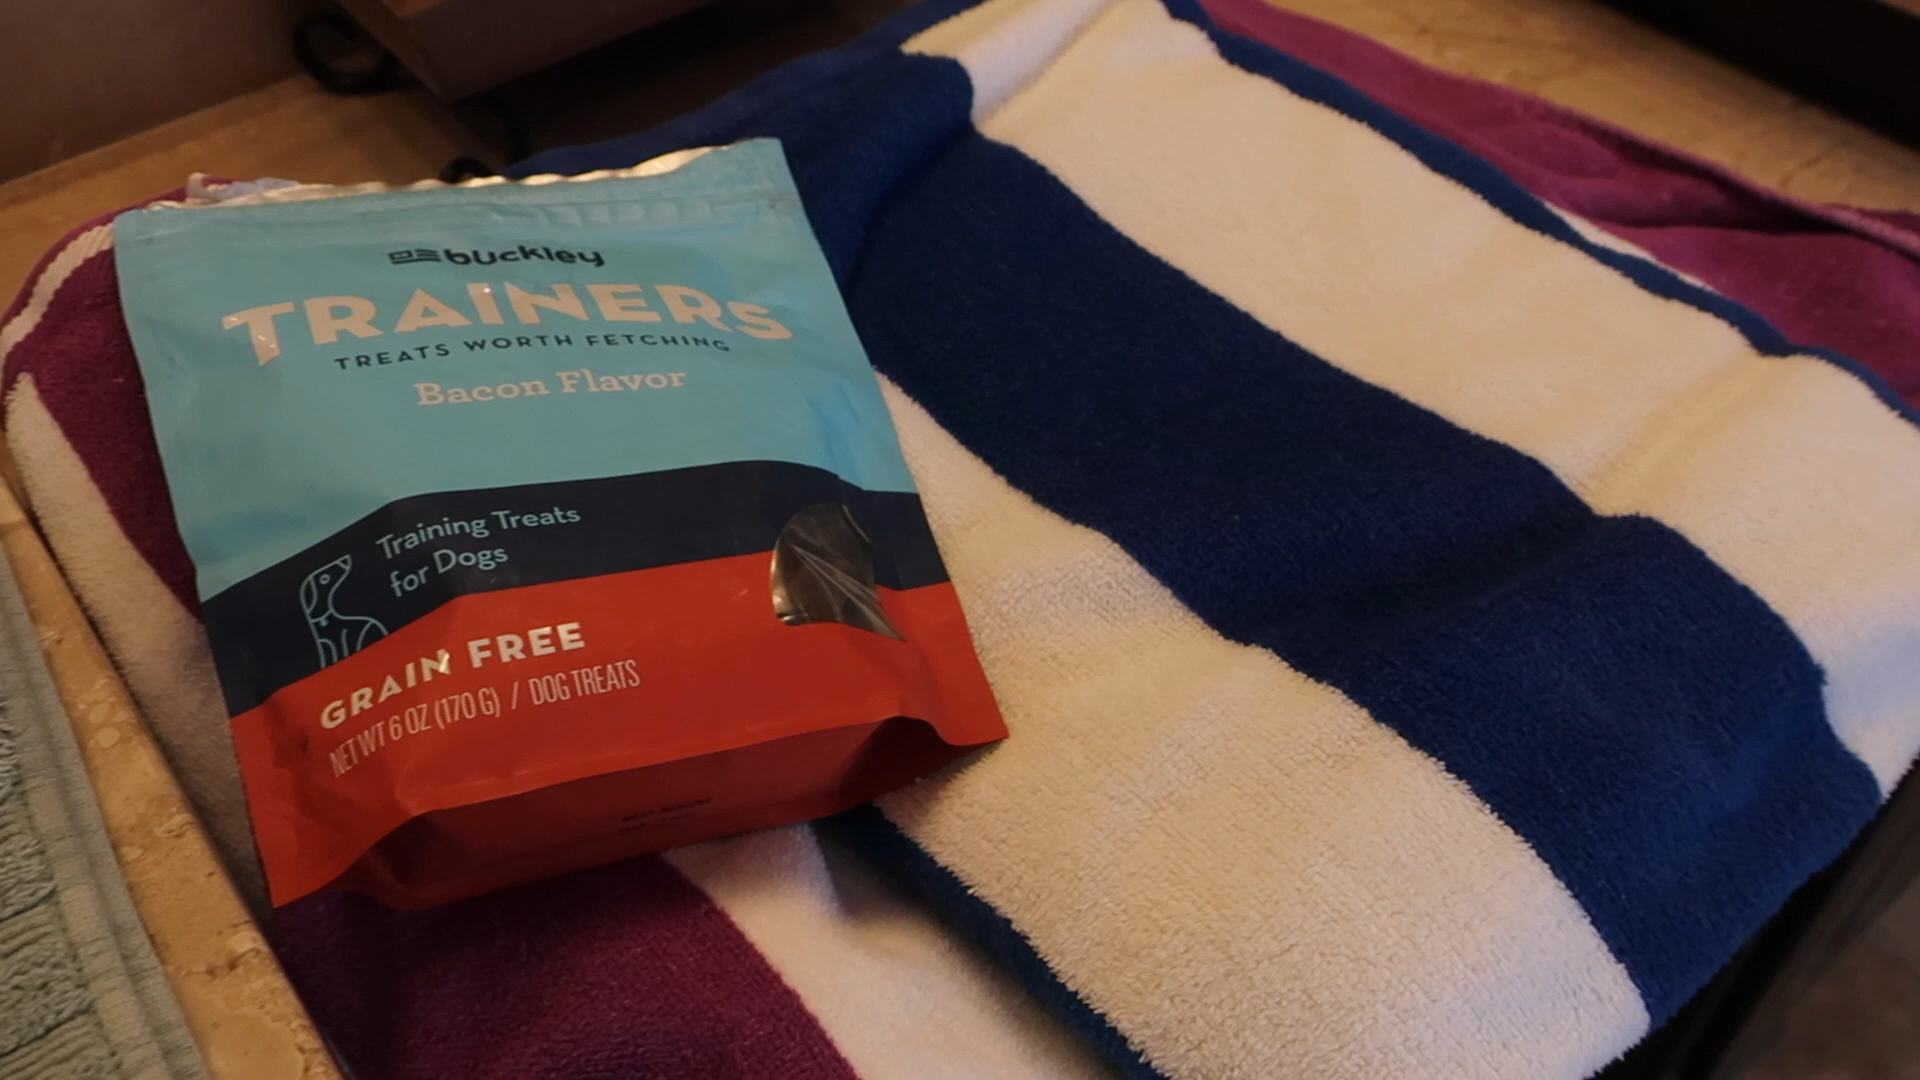 buckley
TRAINERS
TREATS WORTH FETCHING
Bacon Flavor
Training Treats
for Dogs
GRAIN FREE
NET WT 6 OZ (170 G) / DOG TREATS